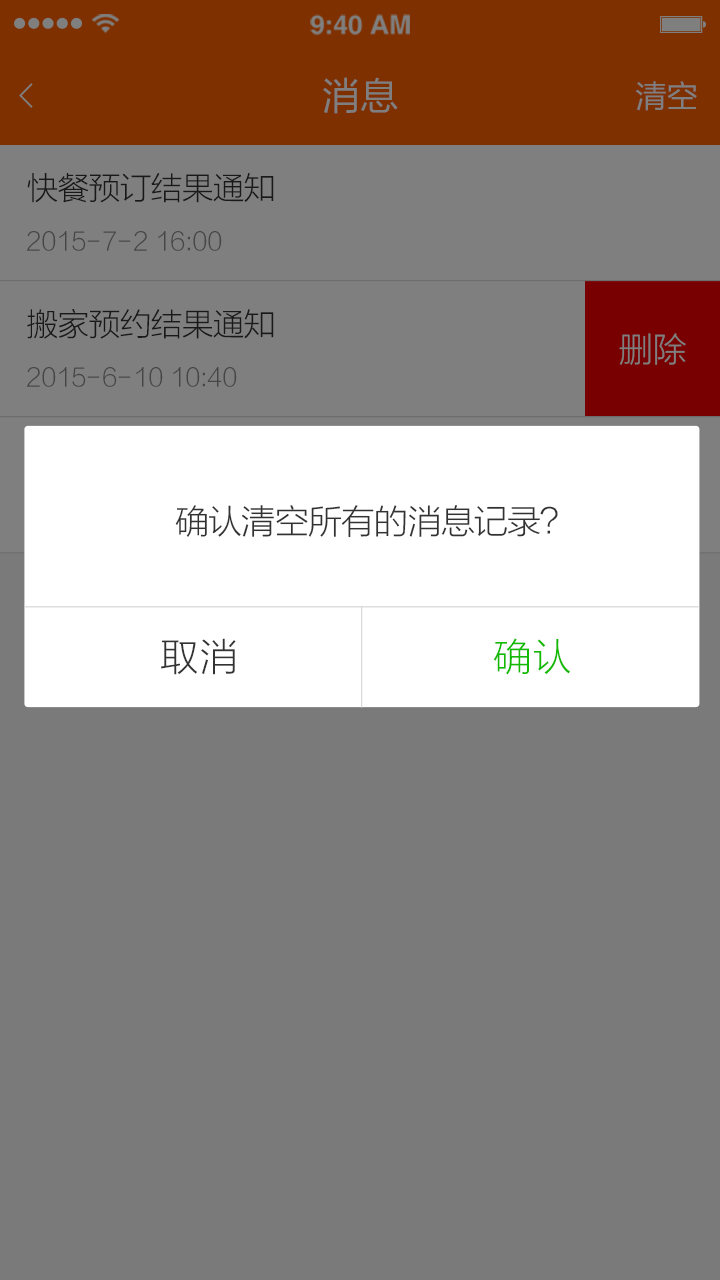 9:40 AM
消息
清空
快餐预订结果通知
2015-7-2 16:00
搬家预约结果通知
2015-6-10 10:40
删除
确认清空所有的消息记录？
取消
确认